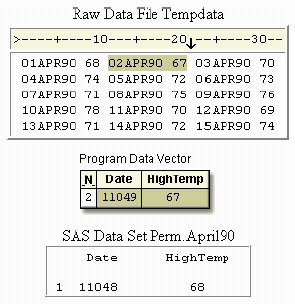 Raw Data File Tempdata
>----+----10---+----20---+----30--
01APR90 68 02APR90 67 03APR90 70
04APR90 74 05APR90 72 06APR90 73
07APR90 71 08APR90 75 09APR90 76
10APR90 78 11APR90 70 12APR90 69
13APR90 71 14APR90 72 15APR90 74
Program Data Vector
_N_ Date HighTemp
2 11049 67
SAS Data Set Perm.April90
Date HighTemp
1 11048 68